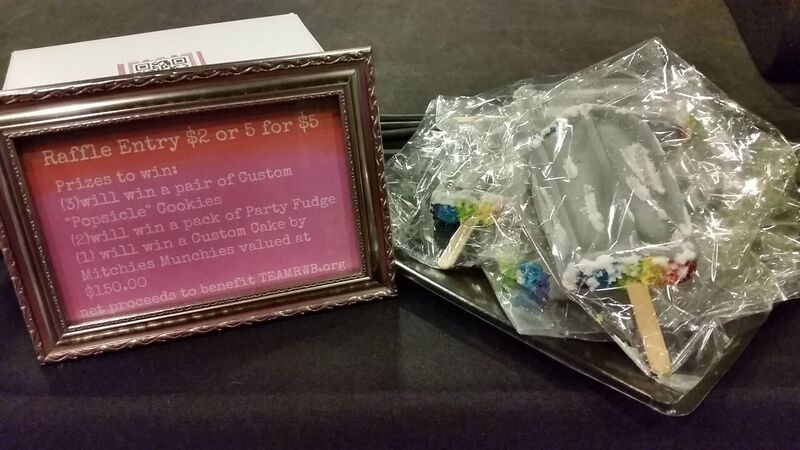 Raffle Entry $2 or 5 for $5
Prizes to win:
(3)will win a pair of Custom
"Popsicle" Cookies
(2)will win a pack of Party Fudge
(1) will win a Custom Cake by
Mitchies Munchies valued at
$150.00
net proceeds to benefit TEAMRWB.org